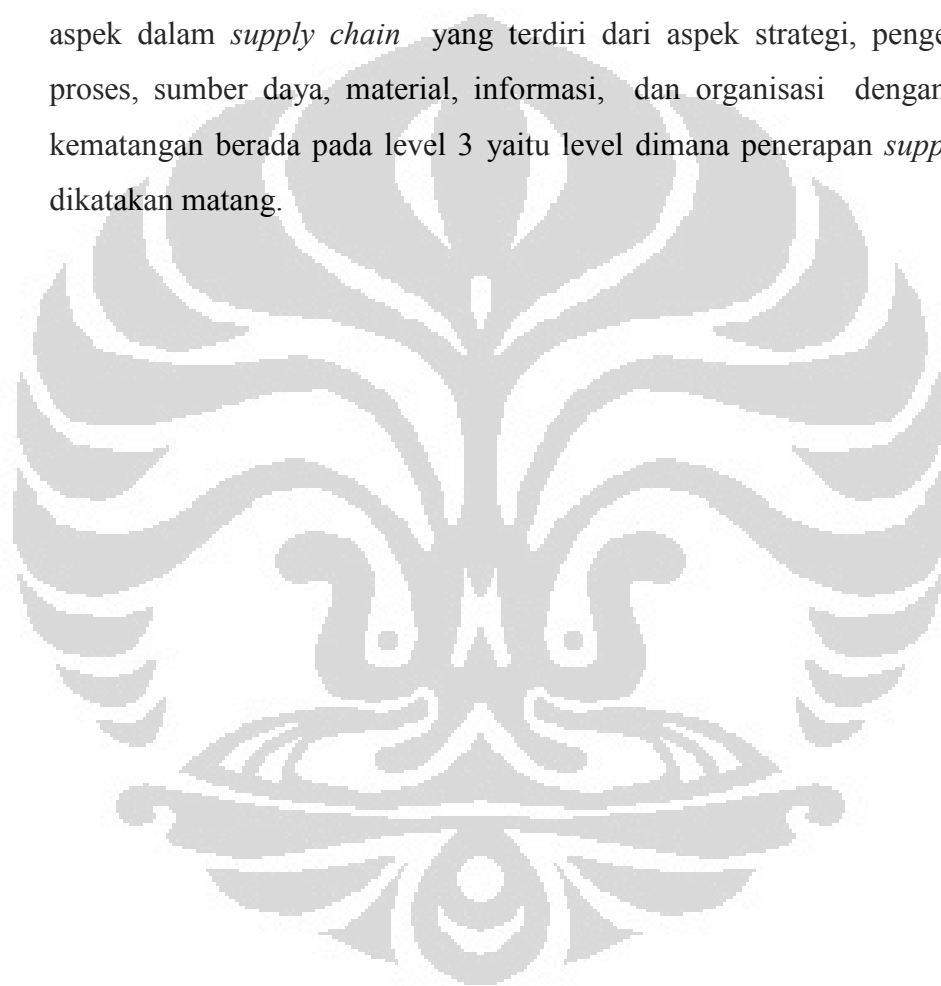 aspek dalam supply chain yang terdiri dari aspek strategi, penge
proses, sumber daya, material, informasi, dan organisasi dengan
kematangan berada pada level 3 yaitu level dimana penerapan supp
dikatakan matang.